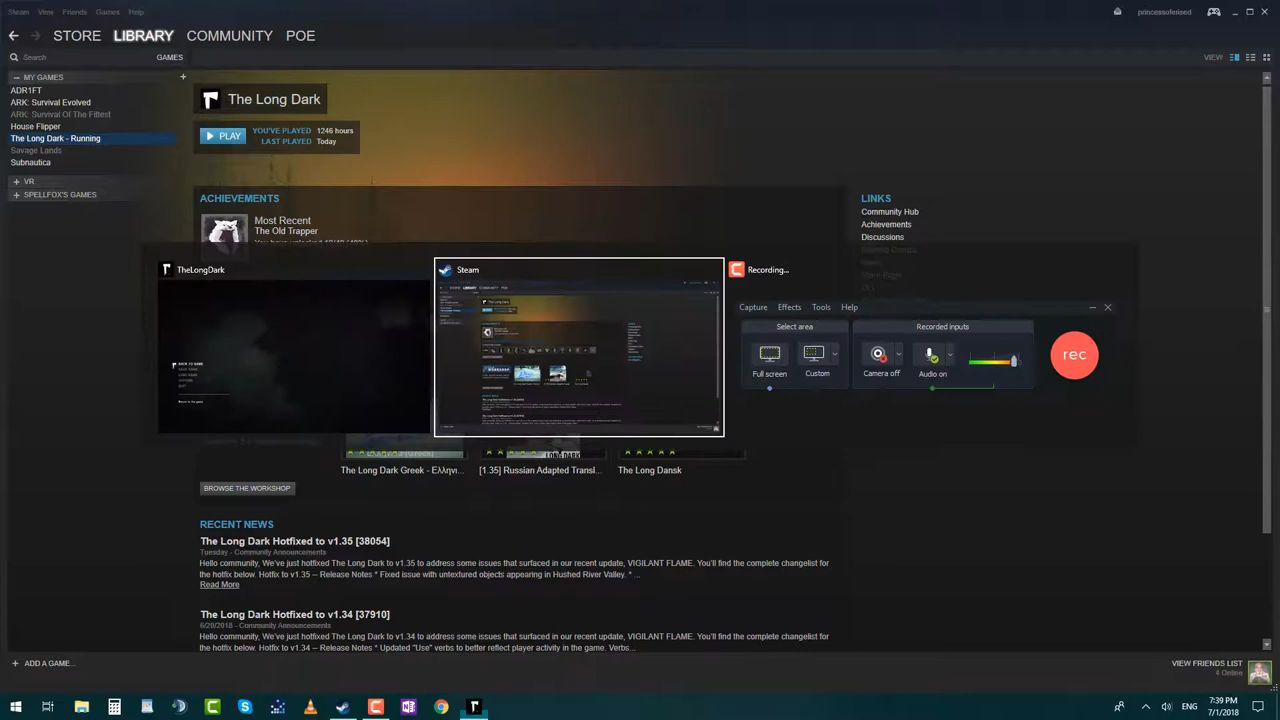 Steam View Friends Games Help
princessoferised
STORE LIBRARY COMMUNITY POE
Search GAMES
VIEW
MY GAMES
ADR1FT
ARK: Survival Evolved
ARK: Survival Of The Fittest
House Flipper
The Long Dark - Running
Savage Lands
Subnautica
VR
SPELLFOX'S GAMES
The Long Dark
PLAY
YOU'VE PLAYED 1246 hours
LAST PLAYED Today
ACHIEVEMENTS
Most Recent
The Old Trapper
LINKS
Community Hub
Achievements
Discussions
TheLongDark
BACK TO GAME
Steam
Recording...
Capture Effects Tools Help
Select area
Recorded inputs
Full screen
Custom
Camera off
Audio on
rec
The Long Dark Greek - Ελληνι...
[1.35] Russian Adapted Transl...
The Long Dansk
BROWSE THE WORKSHOP
RECENT NEWS
The Long Dark Hotfixed to v1.35 [38054]
Tuesday - Community Announcements
Hello community, We've just hotfixed The Long Dark to v1.35 to address some issues that surfaced in our recent update, VIGILANT FLAME. You'll find the complete changelist for
the hotfix below. Hotfix to v1.35 -- Release Notes * Fixed issue with untextured objects appearing in Hushed River Valley. * ...
Read More
The Long Dark Hotfixed to v1.34 [37910]
6/29/2018 - Community Announcements
Hello community, We've just hotfixed The Long Dark to v1.34 to address some issues that surfaced in our recent update, VIGILANT FLAME. You'll find the complete changelist for
the hotfix below. Hotfix to v1.34 -- Release Notes * Updated "Use" verbs to better reflect player activity in the game. Verbs...
ADD A GAME...
VIEW FRIENDS LIST
4 Online
ENG
7:39 PM
7/1/2018